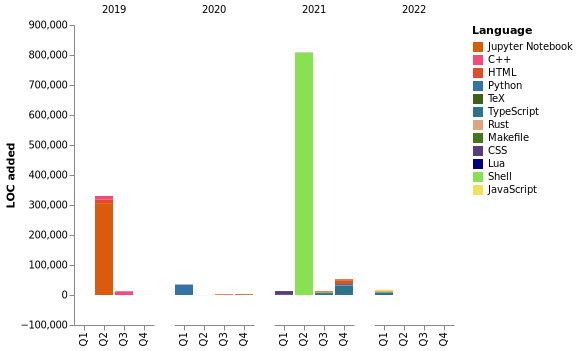 2019 2020 2021 2022
900,000
800,000
700,000
600,000
500,000
400,000
300,000
200,000
100,000
0
−100,000
LOC added
Q1 Q2 Q3 Q4 Q1 Q2 Q3 Q4 Q1 Q2 Q3 Q4 Q1 Q2 Q3 Q4
Language
Jupyter Notebook
C++
HTML
Python
TeX
TypeScript
Rust
Makefile
CSS
Lua
Shell
JavaScript